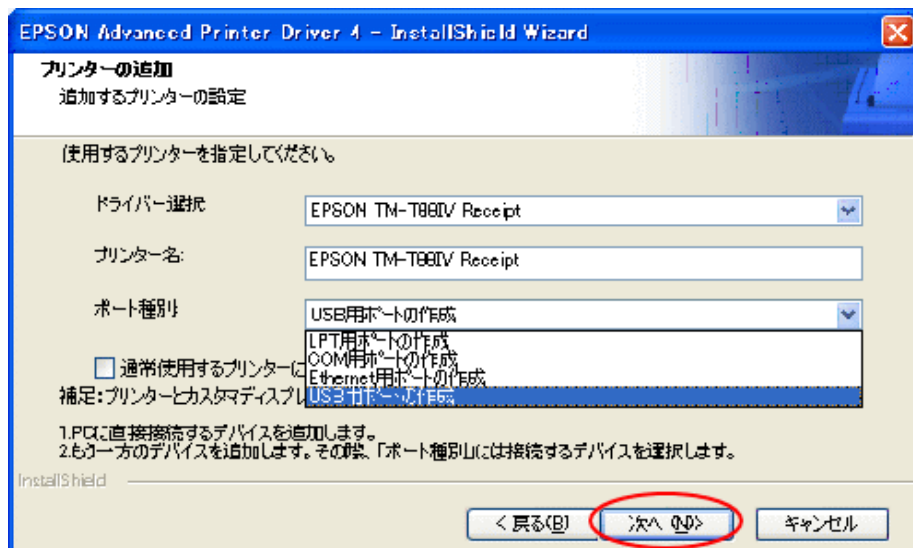 EPSON Advanced Printer Driver 4 - InstallShield Wizard
プリンターの追加
追加するプリンターの設定
使用するプリンターを指定してください。
ドライバー選択
EPSON TM-T88IV Receipt
プリンター名:
EPSON TM-T88IV Receipt
ポート種別:
USB用ポートの作成
LPT用ポートの作成
COM用ポートの作成
通常使用するプリンターに
Ethernet用ポートの作成
補足:プリンターとカスタマディスプレ
USB用ポートの作成
1.PCに直接接続するデバイスを追加します。
2.もう一方のデバイスを追加します。その際、「ポート種別」には接続するデバイスを選択します。
InstallShield
< 戻る(B)
次へ(N)>
キャンセル